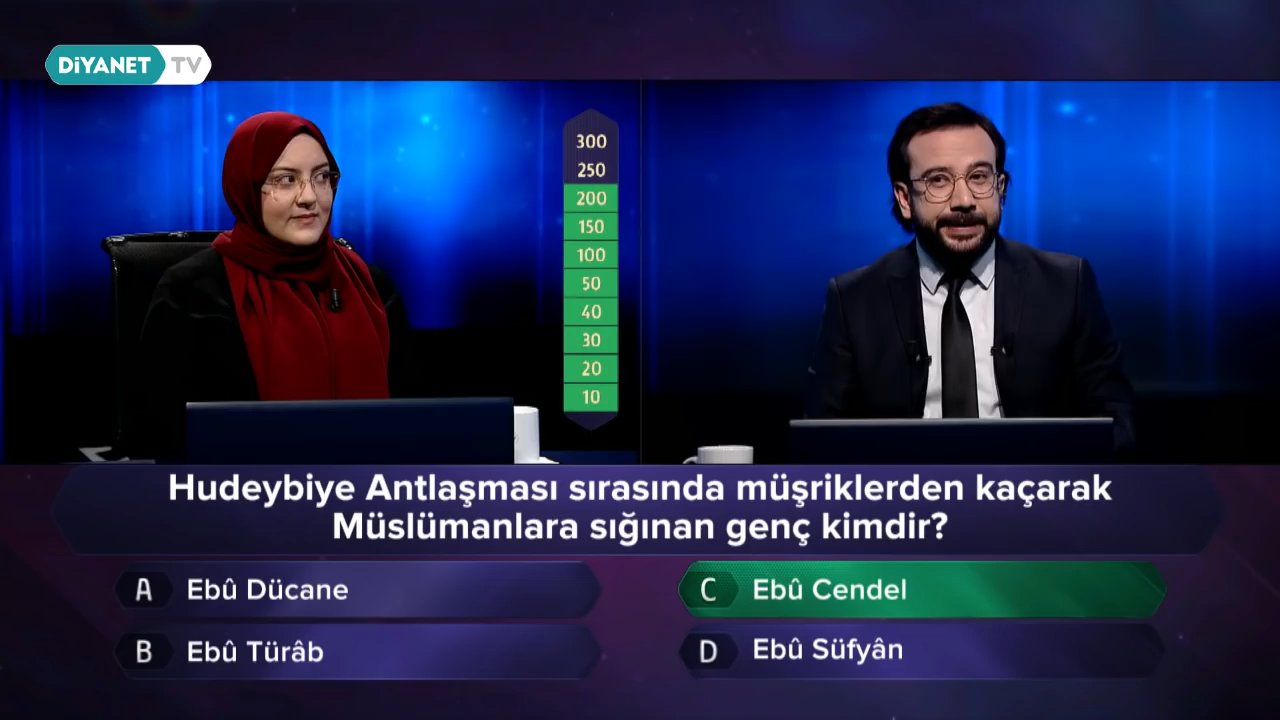 DİYANET TV
300
250
200
150
100
50
40
30
20
10
Hudeybiye Antlaşması sırasında müşriklerden kaçarak
Müslümanlara sığınan genç kimdir?
A Ebû Dücane
C Ebû Cendel
B Ebû Türâb
D Ebû Süfyân